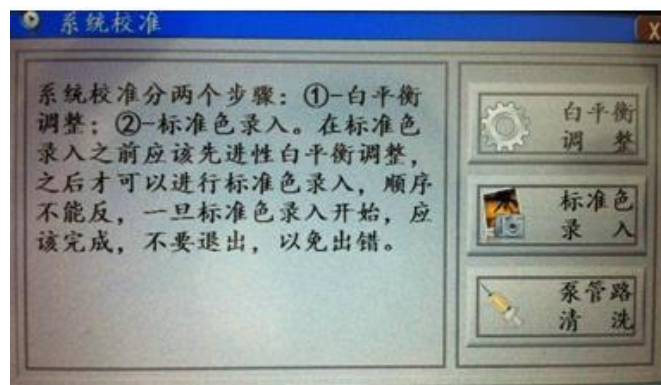 系统校准
X
系统校准分两个步骤：①-白平衡
调整；②-标准色录入。在标准色
录入之前应该先进性白平衡调整，
之后才可以进行标准色录入，顺序
不能反，一旦标准色录入开始，应
该完成，不要退出，以免出错。
白平衡
调 整
标准色
录 入
泵管路
清 洗